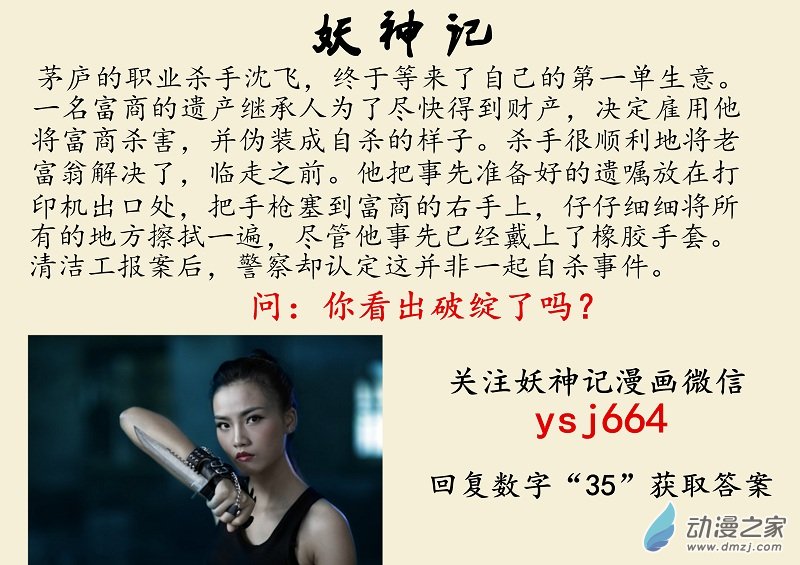 妖神记
茅庐的职业杀手沈飞，终于等来了自己的第一单生意。
一名富商的遗产继承人为了尽快得到财产，决定雇用他
将富商杀害，并伪装成自杀的样子。杀手很顺利地将老
富翁解决了，临走之前。他把事先准备好的遗嘱放在打
印机出口处，把手枪塞到富商的右手上，仔仔细细将所
有的地方擦拭一遍，尽管他事先已经戴上了橡胶手套。
清洁工报案后，警察却认定这并非一起自杀事件。
问：你看出破绽了吗？
关注妖神记漫画微信
ysj664
回复数字“35”获取答案
动漫之家
www.dmzj.com